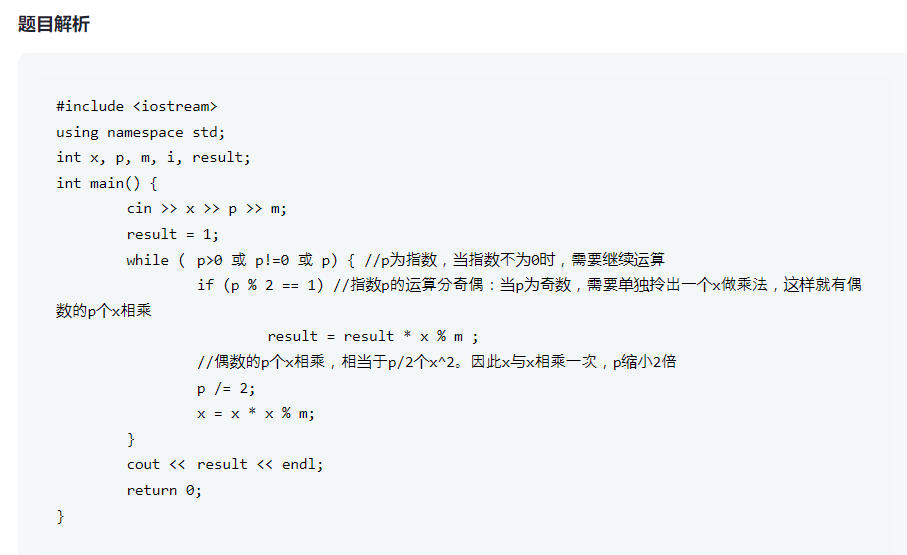 题目解析
#include <iostream>
using namespace std;
int x, p, m, i, result;
int main() {
cin >> x >> p >> m;
result = 1;
while ( p>0 或 p!=0 或 p) { //p为指数，当指数不为0时，需要继续运算
if (p % 2 == 1) //指数p的运算分奇偶：当p为奇数，需要单独拎出一个x做乘法，这样就有偶
数的p个x相乘
result = result * x % m ;
//偶数的p个x相乘，相当于p/2个x^2。因此x与x相乘一次，p缩小2倍
p /= 2;
x = x * x % m;
}
cout << result << endl;
return 0;
}